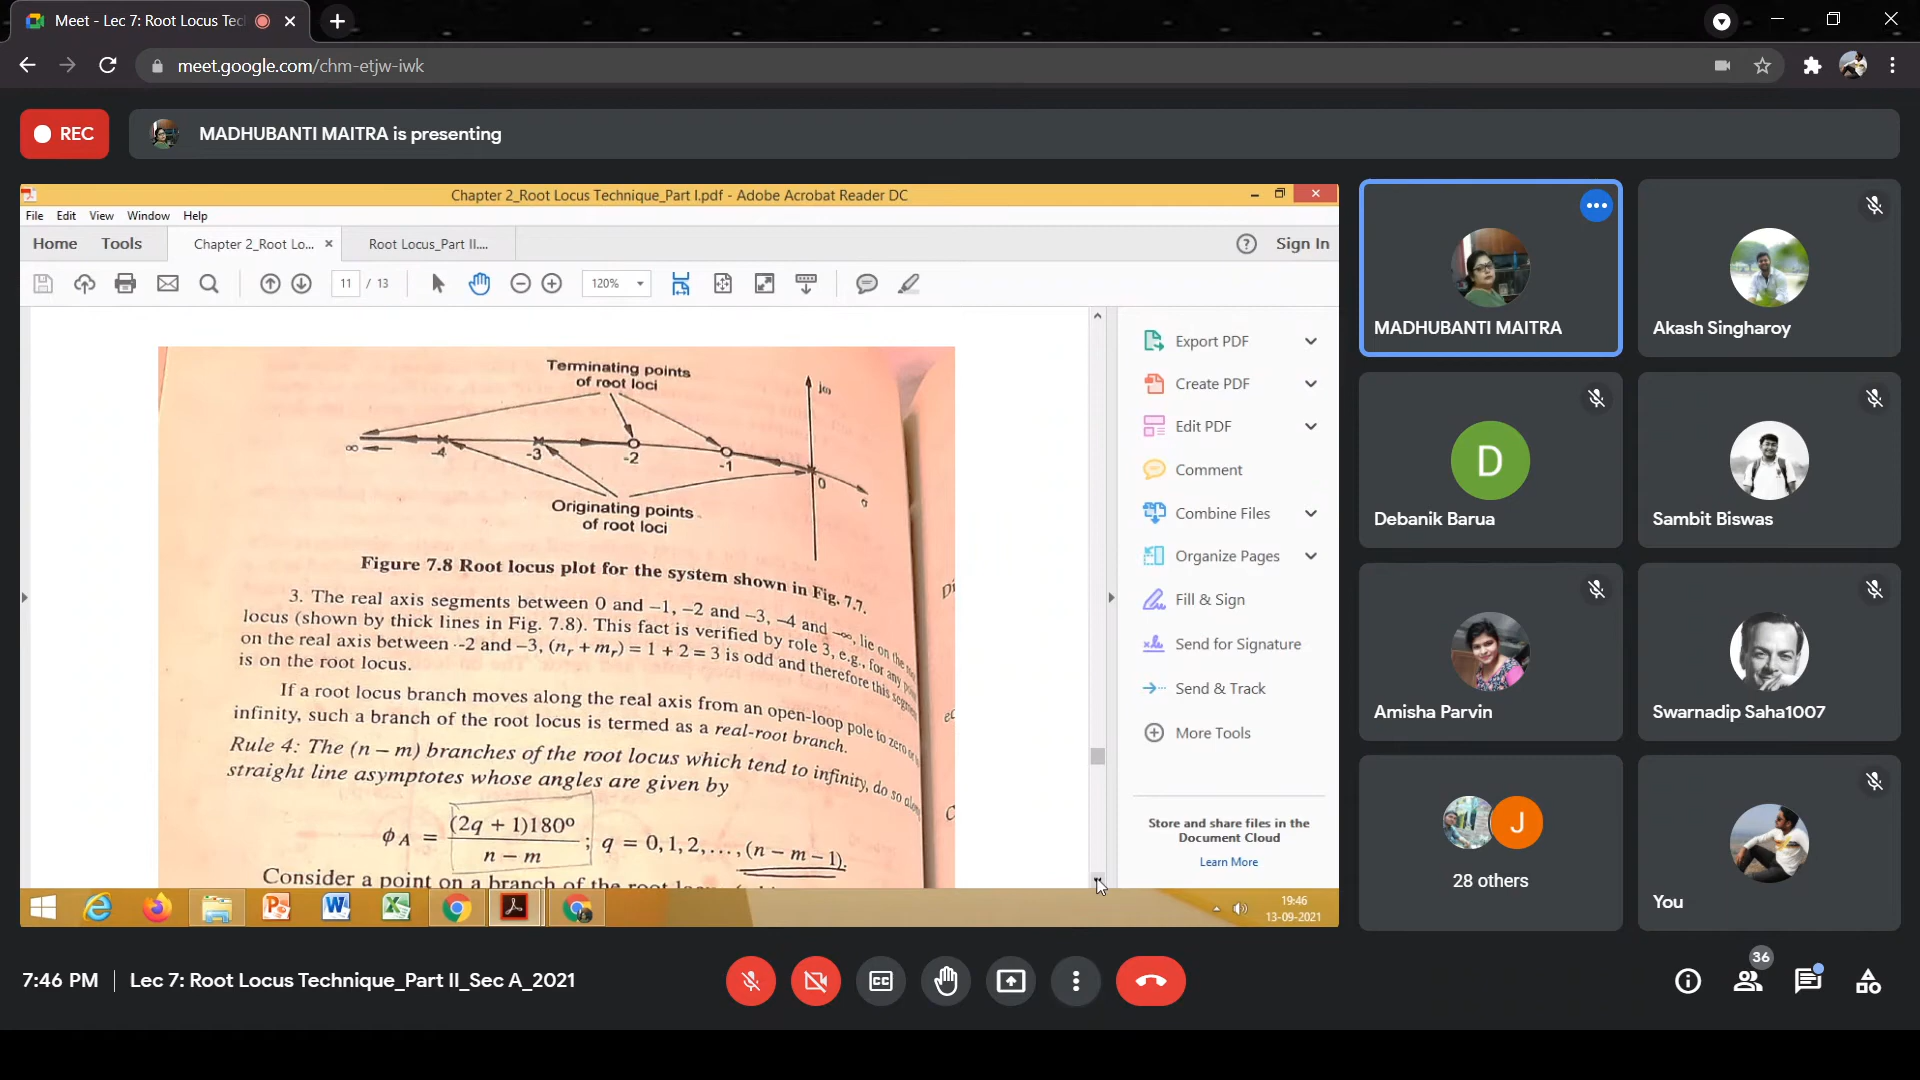 Meet - Lec 7: Root Locus Tec
meet.google.com/chm-etjw-iwk
REC
MADHUBANTI MAITRA is presenting
Chapter 2_Root Locus Technique_Part I.pdf - Adobe Acrobat Reader DC
File Edit View Window Help
Home Tools Chapter 2_Root Lo... Root Locus_Part II.... Sign In
11 / 13 120%
Terminating points
of root loci
jω
∞ -4 -3 -2 -1 0 σ
Originating points
of root loci
Figure 7.8 Root locus plot for the system shown in Fig. 7.7.
3. The real axis segments between 0 and −1, −2 and −3, −4 and −∞, lie on the
locus (shown by thick lines in Fig. 7.8). This fact is verified by role 3, e.g., for any
on the real axis between -2 and −3, (nr + mr) = 1 + 2 = 3 is odd and therefore this
is on the root locus.
If a root locus branch moves along the real axis from an open-loop pole to zero
infinity, such a branch of the root locus is termed as a real-root branch.
Rule 4: The (n − m) branches of the root locus which tend to infinity, do so
straight line asymptotes whose angles are given by
ϕA = (2q + 1)180º / n − m ; q = 0, 1, 2, ..., (n − m − 1).
Consider a point on a branch of the root
Export PDF
Create PDF
Edit PDF
Comment
Combine Files
Organize Pages
Fill & Sign
Send for Signature
Send & Track
More Tools
Store and share files in the
Document Cloud
Learn More
19:46
13-09-2021
MADHUBANTI MAITRA
Akash Singharoy
D
Debanik Barua
Sambit Biswas
Amisha Parvin
Swarnadip Saha1007
J
28 others
You
7:46 PM | Lec 7: Root Locus Technique_Part II_Sec A_2021
36